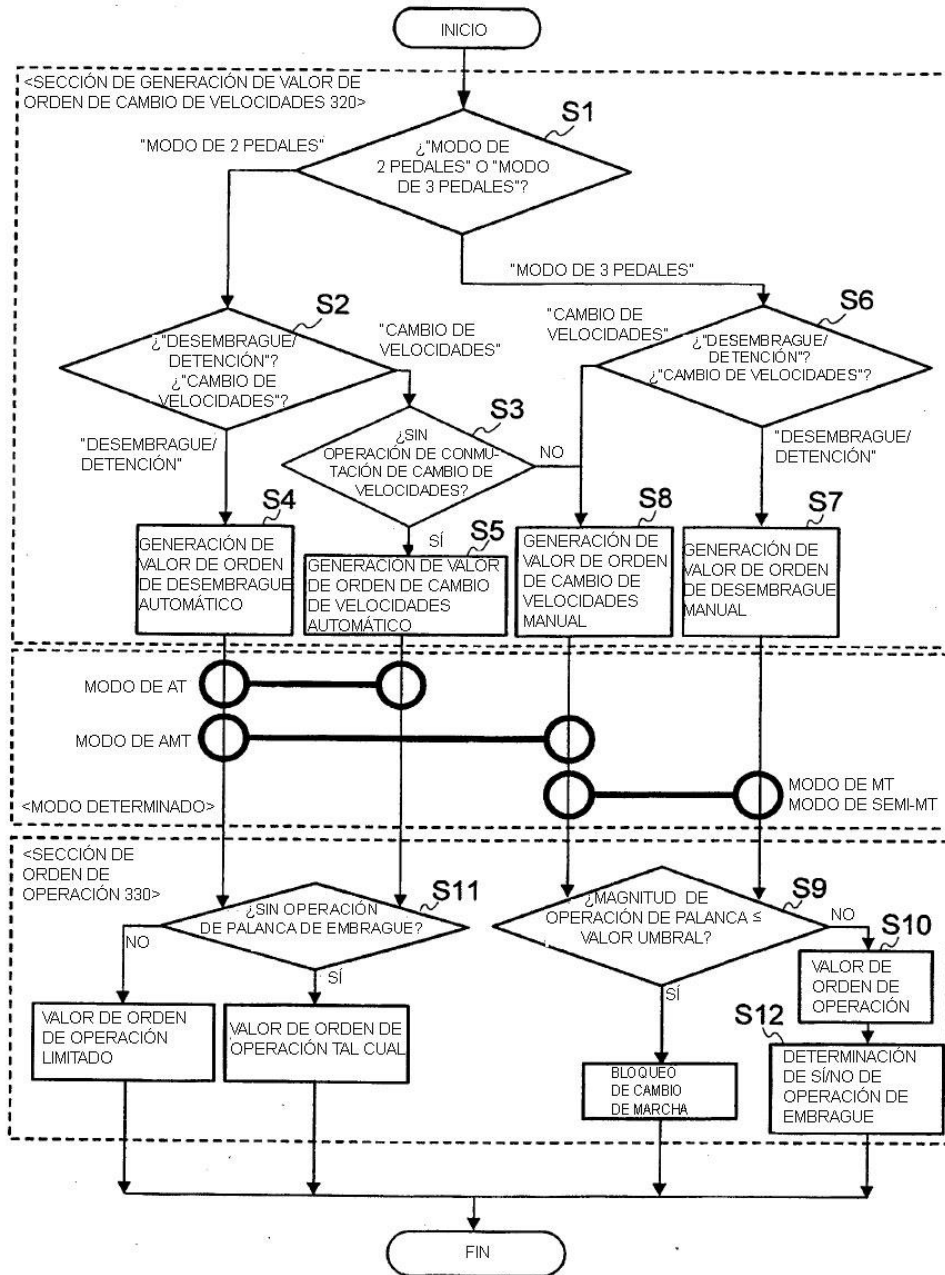 INICIO
<SECCIÓN DE GENERACIÓN DE VALOR DE
ORDEN DE CAMBIO DE VELOCIDADES 320>
S1
"MODO DE 2 PEDALES"
¿"MODO DE
2 PEDALES" O "MODO
DE 3 PEDALES"?
"MODO DE 3 PEDALES"
S2
¿"DESEMBRAGUE/
DETENCIÓN"?
¿"CAMBIO DE
VELOCIDADES"?
"CAMBIO DE
VELOCIDADES"
"CAMBIO DE
VELOCIDADES"
S6
¿"DESEMBRAGUE/
DETENCIÓN"?
¿"CAMBIO DE VELOCIDADES"?
"DESEMBRAGUE/
DETENCIÓN"
S3
¿SIN
OPERACIÓN DE CONMU-
TACIÓN DE CAMBIO DE
VELOCIDADES?
NO
SÍ
"DESEMBRAGUE/
DETENCIÓN"
S4
GENERACIÓN DE
VALOR DE ORDEN
DE DESEMBRAGUE
AUTOMÁTICO
S5
GENERACIÓN DE VALOR
DE ORDEN DE CAMBIO
DE VELOCIDADES
AUTOMÁTICO
S8
GENERACIÓN DE
VALOR DE ORDEN
DE CAMBIO DE
VELOCIDADES
MANUAL
S7
GENERACIÓN DE
VALOR DE ORDEN
DE DESEMBRAGUE
MANUAL
MODO DE AT
MODO DE AMT
MODO DE MT
MODO DE SEMI-MT
<MODO DETERMINADO>
<SECCIÓN DE
ORDEN DE
OPERACIÓN 330>
S11
¿SIN OPERACIÓN
DE PALANCA DE EMBRAGUE?
NO
SÍ
S9
¿MAGNITUD DE
OPERACIÓN DE PALANCA ≤
VALOR UMBRAL?
NO
SÍ
S10
VALOR DE
ORDEN DE
OPERACIÓN
VALOR DE ORDEN
DE OPERACIÓN
LIMITADO
VALOR DE ORDEN DE
OPERACIÓN TAL CUAL
BLOQUEO
DE CAMBIO
DE MARCHA
S12
DETERMINACIÓN
DE SÍ/NO DE
OPERACIÓN DE
EMBRAGUE
FIN